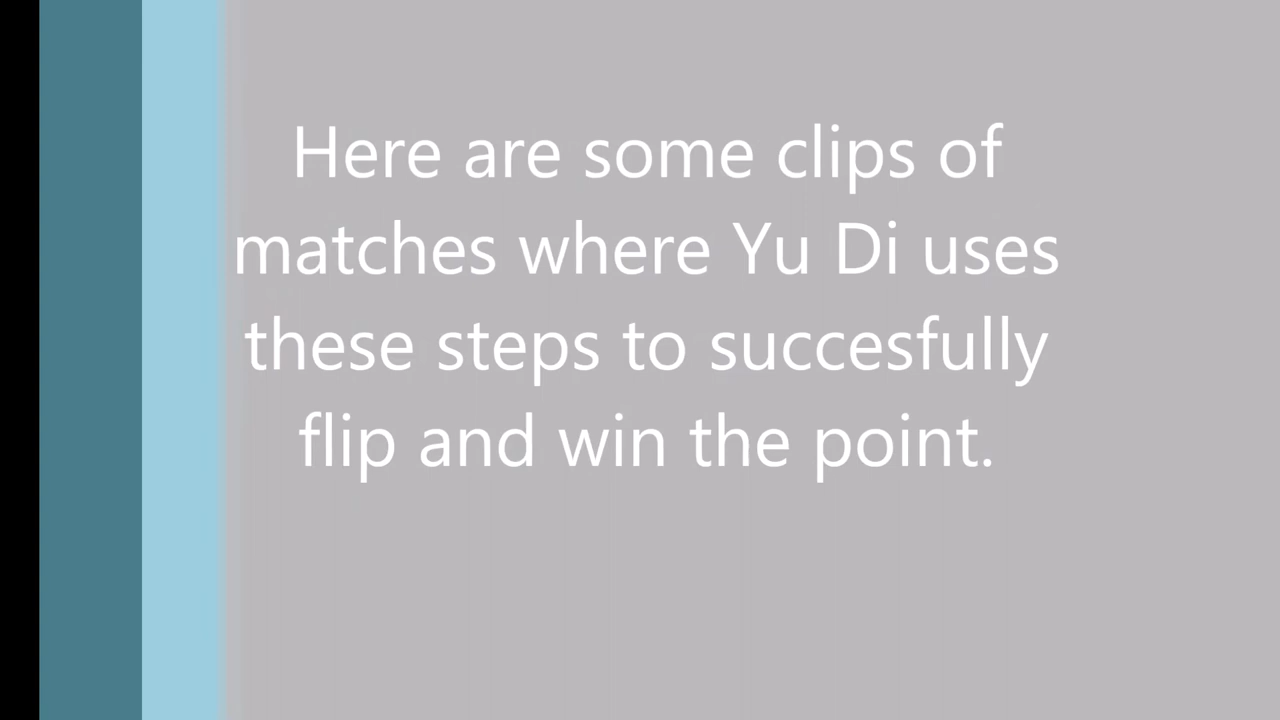 Here are some clips of
matches where Yu Di uses
these steps to succesfully
flip and win the point.